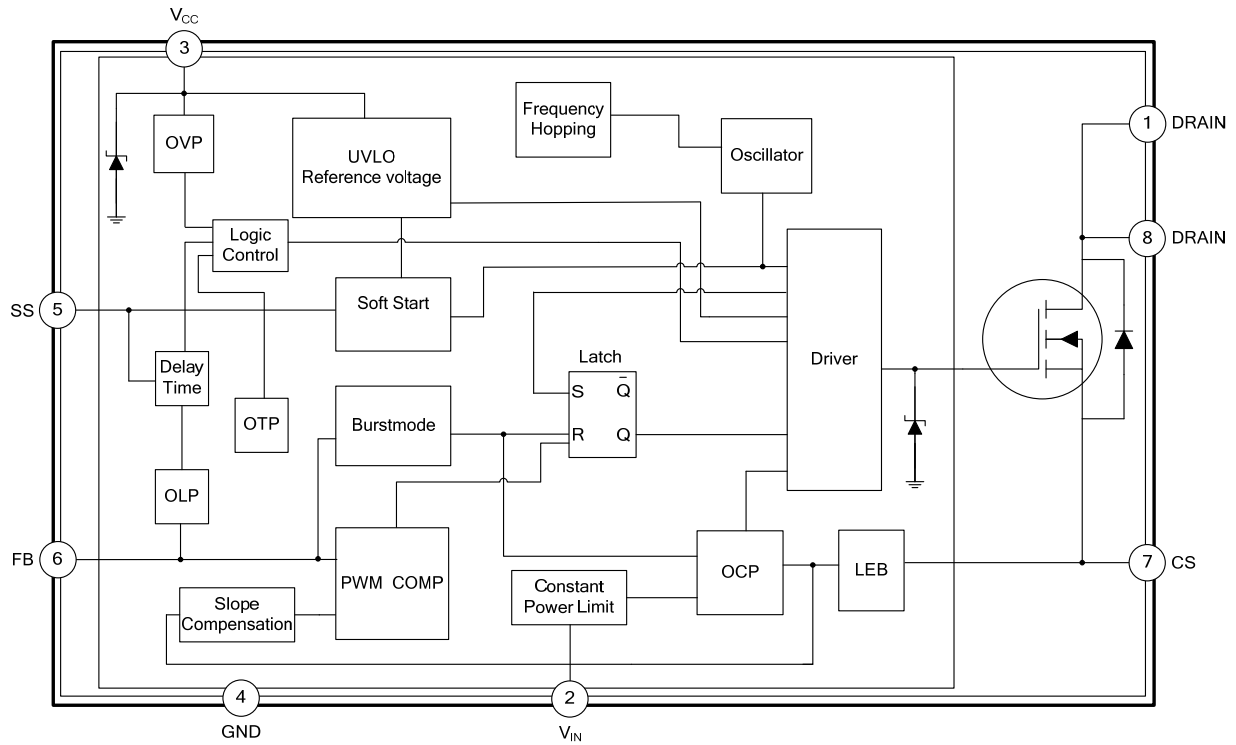 VCC
3
OVP
UVLO
Reference voltage
Frequency
Hopping
Oscillator
1
DRAIN
8
DRAIN
Logic
Control
SS
5
Soft Start
Delay
Time
OTP
Burstmode
Latch
S
Q̅
R
Q
Driver
OLP
FB
6
PWM COMP
Slope
Compensation
Constant
Power Limit
OCP
LEB
7
CS
4
GND
2
VIN